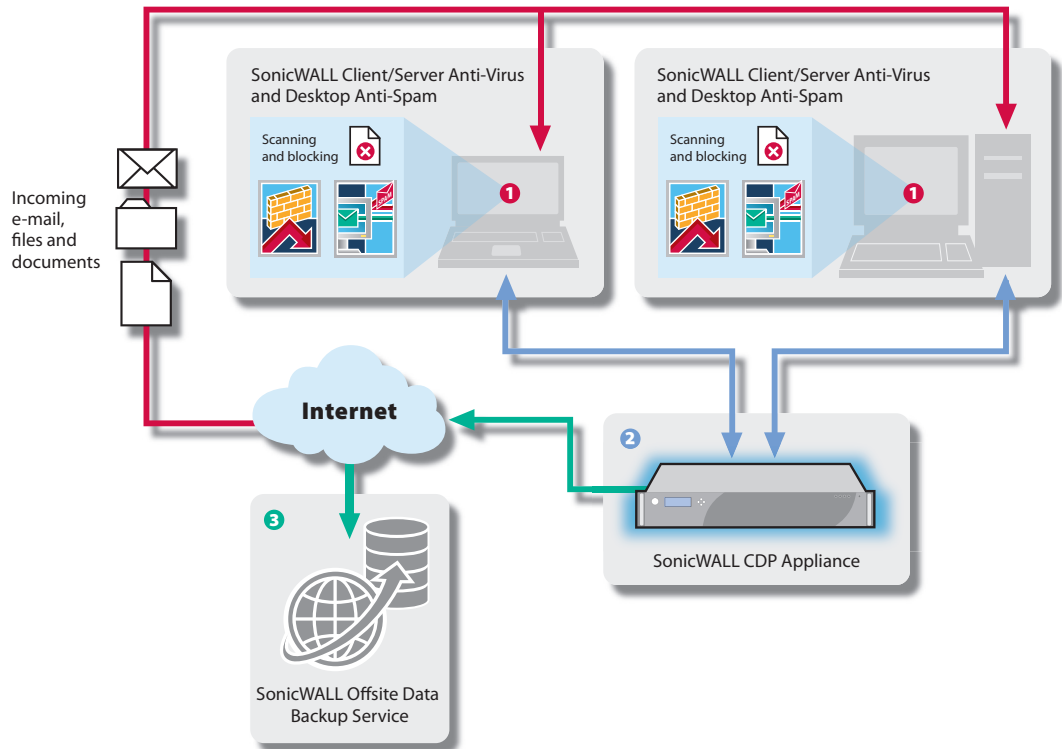 SonicWALL Client/Server Anti-Virus
and Desktop Anti-Spam
Scanning
and blocking
1
SonicWALL Client/Server Anti-Virus
and Desktop Anti-Spam
Scanning
and blocking
1
Incoming
e-mail,
files and
documents
Internet
2
SonicWALL CDP Appliance
3
SonicWALL Offsite Data
Backup Service